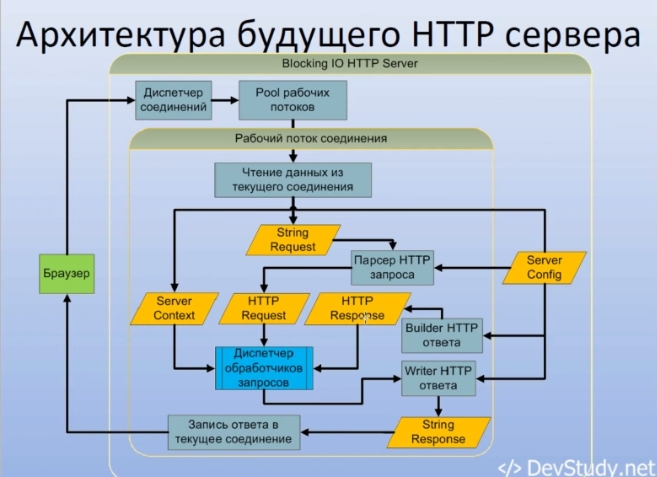 Архитектура будущего HTTP сервера
Blocking IO HTTP Server
Диспетчер
соединений
Pool рабочих
потоков
Рабочий поток соединения
Чтение данных из
текущего соединения
String
Request
Парсер HTTP
запроса
Server
Config
Браузер
Server
Context
HTTP
Request
HTTP
Response
Builder HTTP
ответа
Диспетчер
обработчиков
запросов
Writer HTTP
ответа
Запись ответа в
текущее соединение
String
Response
</> DevStudy.net